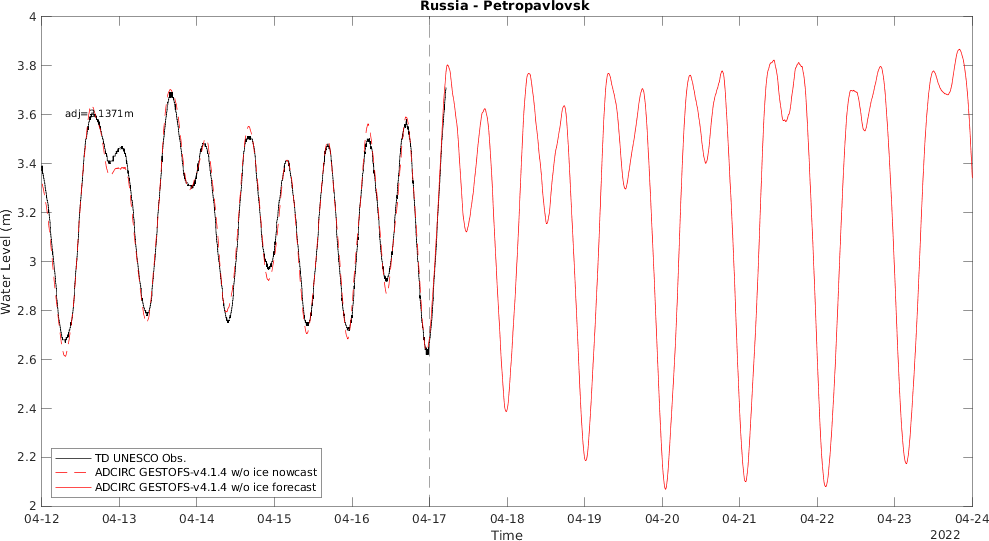 Russia - Petropavlovsk
Water Level (m)
4
3.8
3.6
3.4
3.2
3
2.8
2.6
2.4
2.2
2
TD UNESCO Obs.
ADCIRC GESTOFS-v4.1.4 w/o ice nowcast
ADCIRC GESTOFS-v4.1.4 w/o ice forecast
04-12 04-13 04-14 04-15 04-16 04-17 04-18 04-19 04-20 04-21 04-22 04-23 04-24
Time
2022